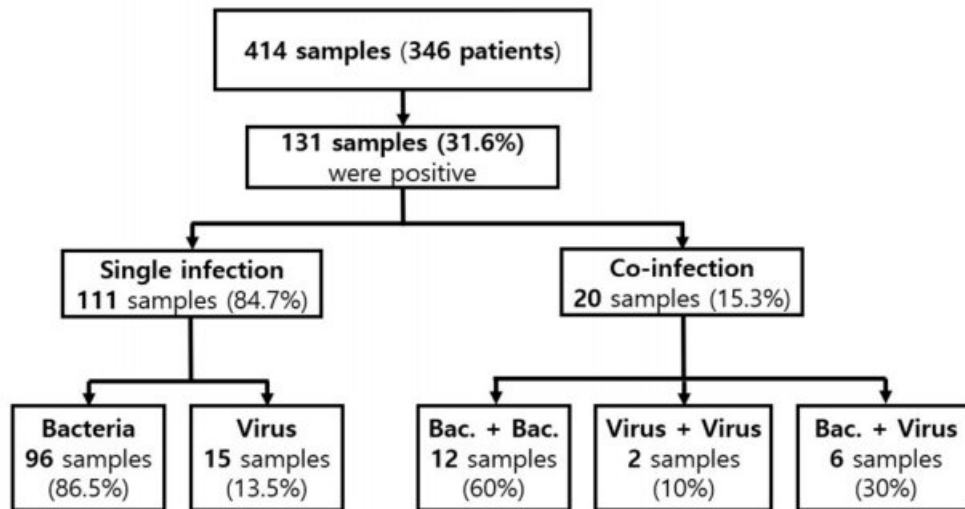 414 samples (346 patients)
131 samples (31.6%)
were positive
Single infection
111 samples (84.7%)
Co-infection
20 samples (15.3%)
Bacteria
96 samples
(86.5%)
Virus
15 samples
(13.5%)
Bac. + Bac.
12 samples
(60%)
Virus + Virus
2 samples
(10%)
Bac. + Virus
6 samples
(30%)